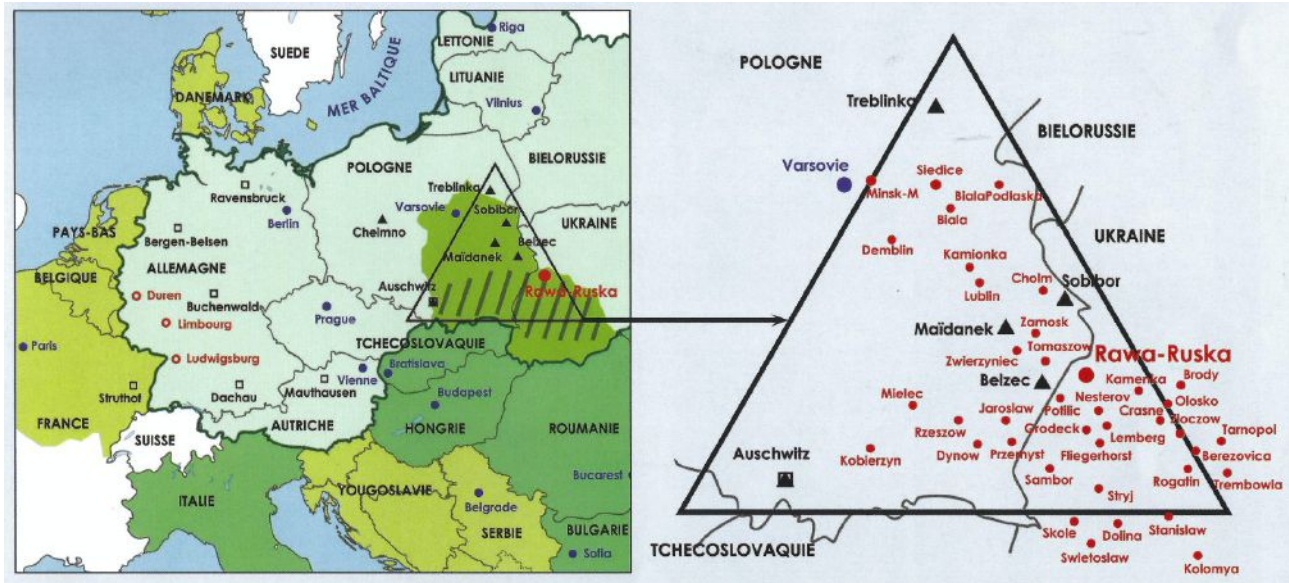 SUEDE
LETTONIE
Riga
MER BALTIQUE
LITUANIE
DANEMARK
Vilnius
POLOGNE
BIELORUSSIE
Ravensbruck
Treblinka
PAYS-BAS
Berlin
Varsovie
Sobibor
Chelmno
UKRAINE
Bergen-Belsen
Belzec
Maïdanek
BELGIQUE
ALLEMAGNE
Auschwitz
Rawa-Ruska
Duren
Buchenwald
Limbourg
Prague
Paris
TCHECOSLOVAQUIE
Ludwigsburg
Bratislava
Vienne
Struthof
Dachau
Mauthausen
Budapest
FRANCE
AUTRICHE
HONGRIE
ROUMANIE
SUISSE
Bucarest
ITALIE
YOUGOSLAVIE
Belgrade
SERBIE
BULGARIE
Sofia
POLOGNE
Treblinka
BIELORUSSIE
Varsovie
Minsk-M
Siedlce
BialaPodlaska
Biala
UKRAINE
Demblin
Kamionka
Cholm
Sobibor
Lublin
Maïdanek
Zamosk
Zwierzyniec
Tomaszow
Rawa-Ruska
Belzec
Kamenka
Brody
Mielec
Potilic
Nesterov
Olosko
Jaroslaw
Crasne
Zloczow
Rzeszow
Grodeck
Lemberg
Tarnopol
Auschwitz
Kobierzyn
Dynow
Przemyst
Fliegerhorst
Berezovica
Sambor
Rogatin
Trembowla
Stryj
TCHECOSLOVAQUIE
Skole
Dolina
Stanislaw
Swietoslaw
Kolomya